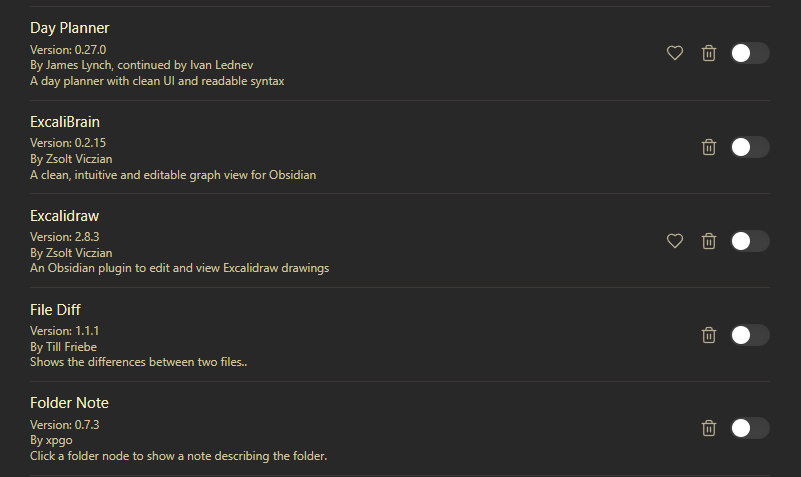 Day Planner
Version: 0.27.0
By James Lynch, continued by Ivan Lednev
A day planner with clean UI and readable syntax
ExcaliBrain
Version: 0.2.15
By Zsolt Viczian
A clean, intuitive and editable graph view for Obsidian
Excalidraw
Version: 2.8.3
By Zsolt Viczian
An Obsidian plugin to edit and view Excalidraw drawings
File Diff
Version: 1.1.1
By Till Friebe
Shows the differences between two files..
Folder Note
Version: 0.7.3
By xpgo
Click a folder node to show a note describing the folder.